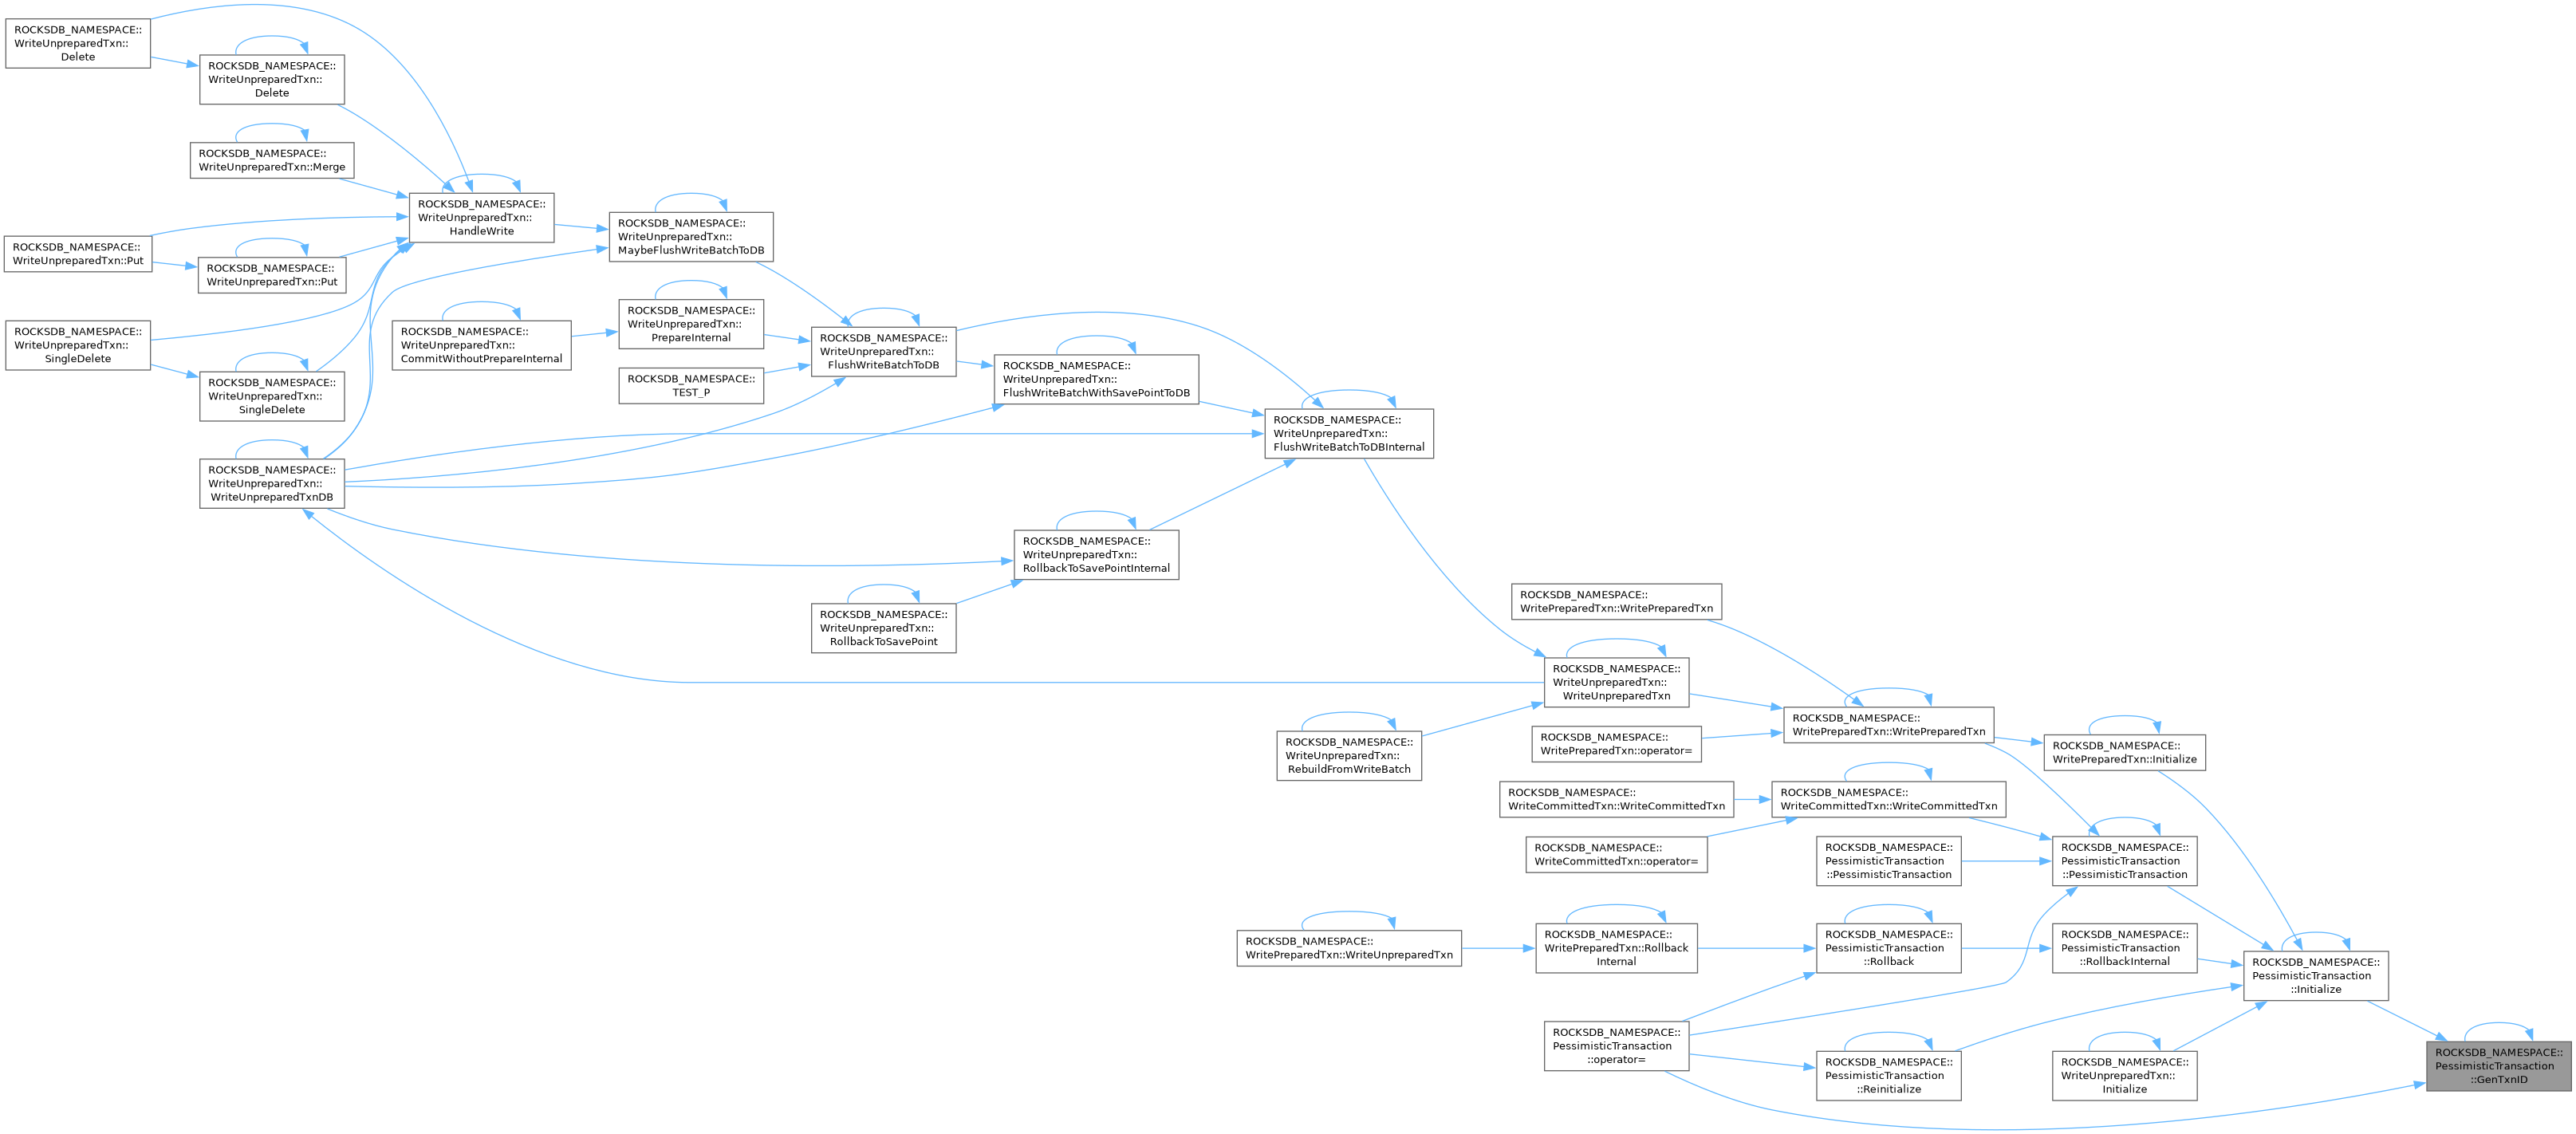 ROCKSDB_NAMESPACE::
WriteUnpreparedTxn::
Delete
ROCKSDB_NAMESPACE::
WriteUnpreparedTxn::
Delete
ROCKSDB_NAMESPACE::
WriteUnpreparedTxn::Merge
ROCKSDB_NAMESPACE::
WriteUnpreparedTxn::Put
ROCKSDB_NAMESPACE::
WriteUnpreparedTxn::Put
ROCKSDB_NAMESPACE::
WriteUnpreparedTxn::
SingleDelete
ROCKSDB_NAMESPACE::
WriteUnpreparedTxn::
SingleDelete
ROCKSDB_NAMESPACE::
WriteUnpreparedTxn::
WriteUnpreparedTxnDB
ROCKSDB_NAMESPACE::
WriteUnpreparedTxn::
HandleWrite
ROCKSDB_NAMESPACE::
WriteUnpreparedTxn::
CommitWithoutPrepareInternal
ROCKSDB_NAMESPACE::
WriteUnpreparedTxn::
MaybeFlushWriteBatchToDB
ROCKSDB_NAMESPACE::
WriteUnpreparedTxn::
PrepareInternal
ROCKSDB_NAMESPACE::
TEST_P
ROCKSDB_NAMESPACE::
WriteUnpreparedTxn::
FlushWriteBatchToDB
ROCKSDB_NAMESPACE::
WriteUnpreparedTxn::
FlushWriteBatchWithSavePointToDB
ROCKSDB_NAMESPACE::
WriteUnpreparedTxn::
FlushWriteBatchToDBInternal
ROCKSDB_NAMESPACE::
WriteUnpreparedTxn::
RollbackToSavePointInternal
ROCKSDB_NAMESPACE::
WriteUnpreparedTxn::
RollbackToSavePoint
ROCKSDB_NAMESPACE::
WritePreparedTxn::WritePreparedTxn
ROCKSDB_NAMESPACE::
WriteUnpreparedTxn::
WriteUnpreparedTxn
ROCKSDB_NAMESPACE::
WriteUnpreparedTxn::
RebuildFromWriteBatch
ROCKSDB_NAMESPACE::
WritePreparedTxn::operator=
ROCKSDB_NAMESPACE::
WritePreparedTxn::WritePreparedTxn
ROCKSDB_NAMESPACE::
WritePreparedTxn::Initialize
ROCKSDB_NAMESPACE::
WriteCommittedTxn::WriteCommittedTxn
ROCKSDB_NAMESPACE::
WriteCommittedTxn::WriteCommittedTxn
ROCKSDB_NAMESPACE::
WriteCommittedTxn::operator=
ROCKSDB_NAMESPACE::
PessimisticTransaction
::PessimisticTransaction
ROCKSDB_NAMESPACE::
PessimisticTransaction
::PessimisticTransaction
ROCKSDB_NAMESPACE::
WritePreparedTxn::WriteUnpreparedTxn
ROCKSDB_NAMESPACE::
WritePreparedTxn::Rollback
Internal
ROCKSDB_NAMESPACE::
PessimisticTransaction
::Rollback
ROCKSDB_NAMESPACE::
PessimisticTransaction
::RollbackInternal
ROCKSDB_NAMESPACE::
PessimisticTransaction
::Initialize
ROCKSDB_NAMESPACE::
PessimisticTransaction
::operator=
ROCKSDB_NAMESPACE::
PessimisticTransaction
::Reinitialize
ROCKSDB_NAMESPACE::
WriteUnpreparedTxn::
Initialize
ROCKSDB_NAMESPACE::
PessimisticTransaction
::GenTxnID